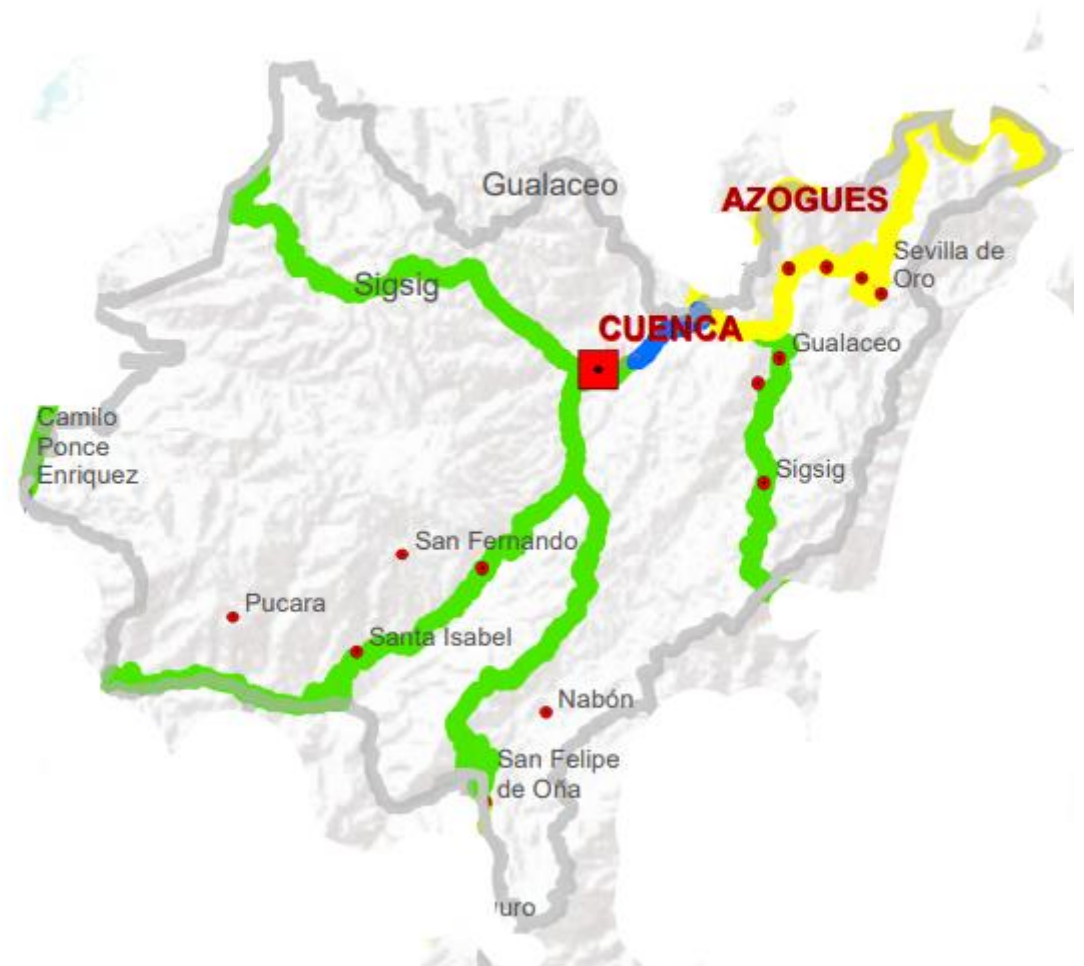 Gualaceo
AZOGUES
Sevilla de
Oro
Sigsig
CUENCA
Gualaceo
Camilo
Ponce
Enriquez
Sigsig
San Fernando
Pucara
Santa Isabel
Nabón
San Felipe
de Oña
uro